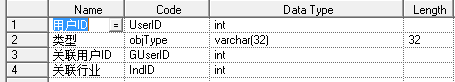 Name Code Data Type Length
1 用户ID = UserID int
2 类型 objType varchar(32) 32
3 关联用户ID GUserID int
4 关联行业 IndID int